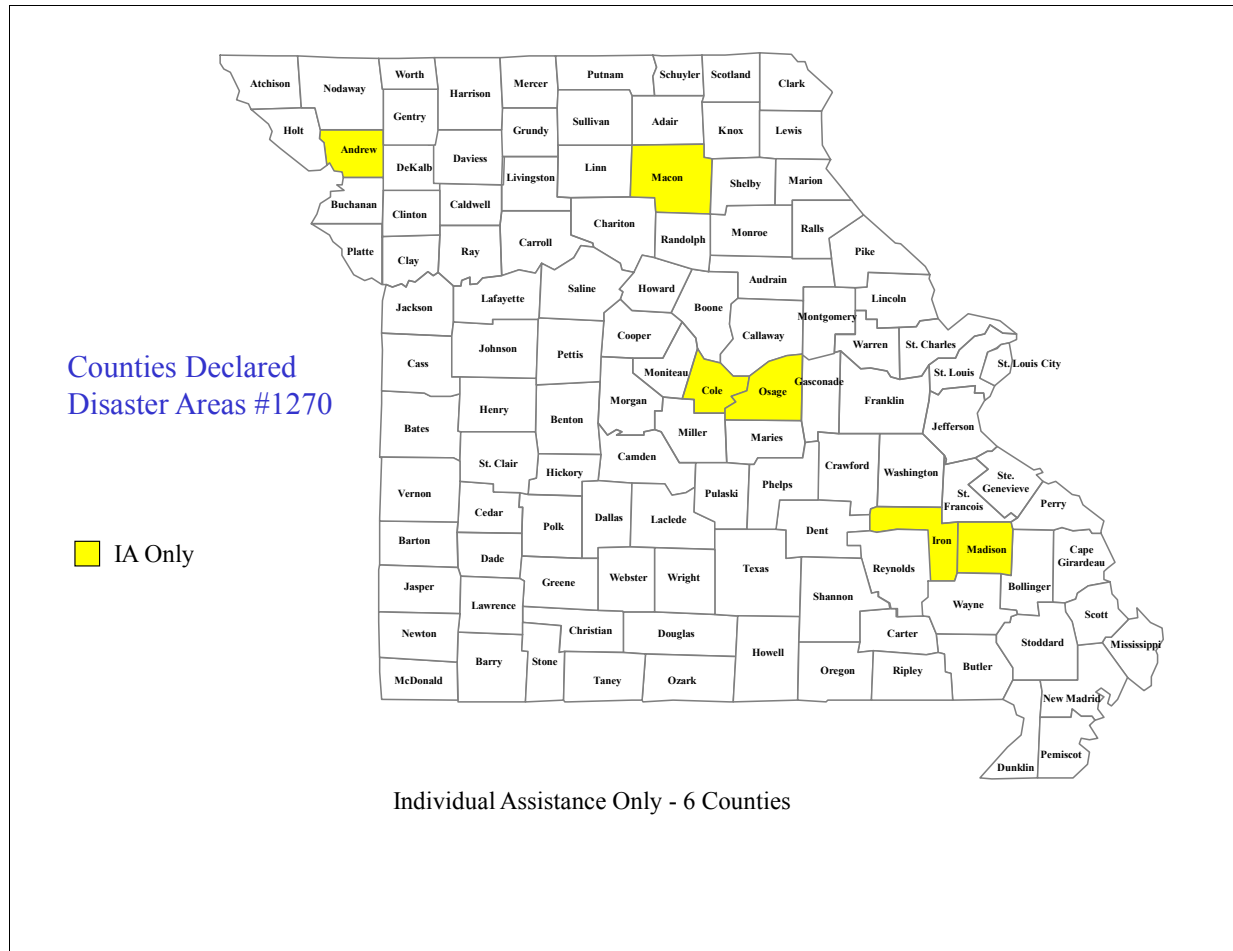 Atchison
Nodaway
Worth
Harrison
Mercer
Putnam
Schuyler
Scotland
Clark
Holt
Andrew
Gentry
DeKalb
Daviess
Grundy
Livingston
Sullivan
Linn
Adair
Macon
Knox
Lewis
Shelby
Marion
Buchanan
Clinton
Caldwell
Platte
Clay
Ray
Carroll
Chariton
Randolph
Monroe
Ralls
Pike
Audrain
Jackson
Lafayette
Saline
Howard
Boone
Callaway
Montgomery
Lincoln
Warren
St. Charles
St. Louis
St. Louis City
Cass
Johnson
Pettis
Cooper
Moniteau
Morgan
Cole
Osage
Gasconade
Franklin
Jefferson
Counties Declared
Disaster Areas #1270
Bates
Henry
Benton
Miller
Maries
Camden
St. Clair
Hickory
Vernon
Cedar
Polk
Dallas
Laclede
Pulaski
Phelps
Crawford
Washington
St.
Francois
Ste.
Genevieve
Perry
Dent
Iron
Madison
IA Only
Barton
Dade
Jasper
Lawrence
Greene
Webster
Wright
Texas
Shannon
Reynolds
Wayne
Bollinger
Cape
Girardeau
Scott
Mississippi
Newton
McDonald
Barry
Stone
Christian
Taney
Douglas
Ozark
Howell
Oregon
Carter
Ripley
Butler
Stoddard
New Madrid
Pemiscot
Dunklin
Individual Assistance Only - 6 Counties